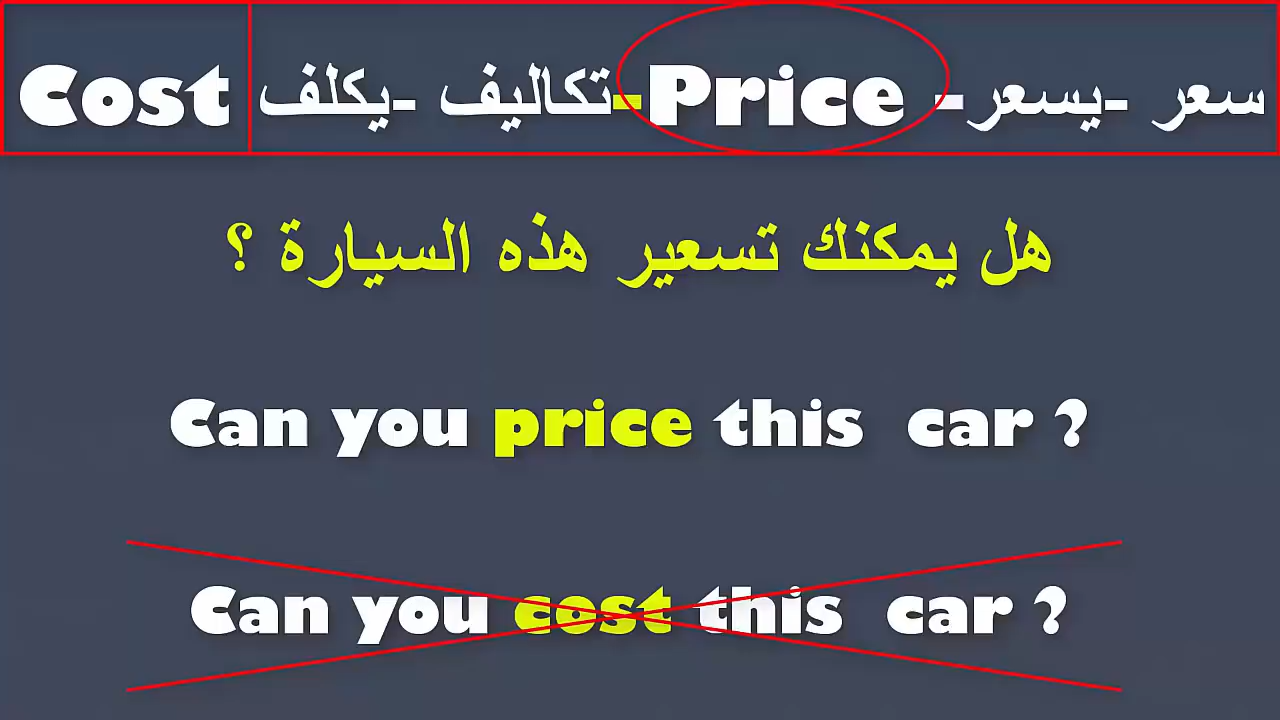 Cost يكلف- تكاليف-Price -سعر -يسعر
هل يمكنك تسعير هذه السيارة ؟
Can you price this car ?
Can you cost this car ?